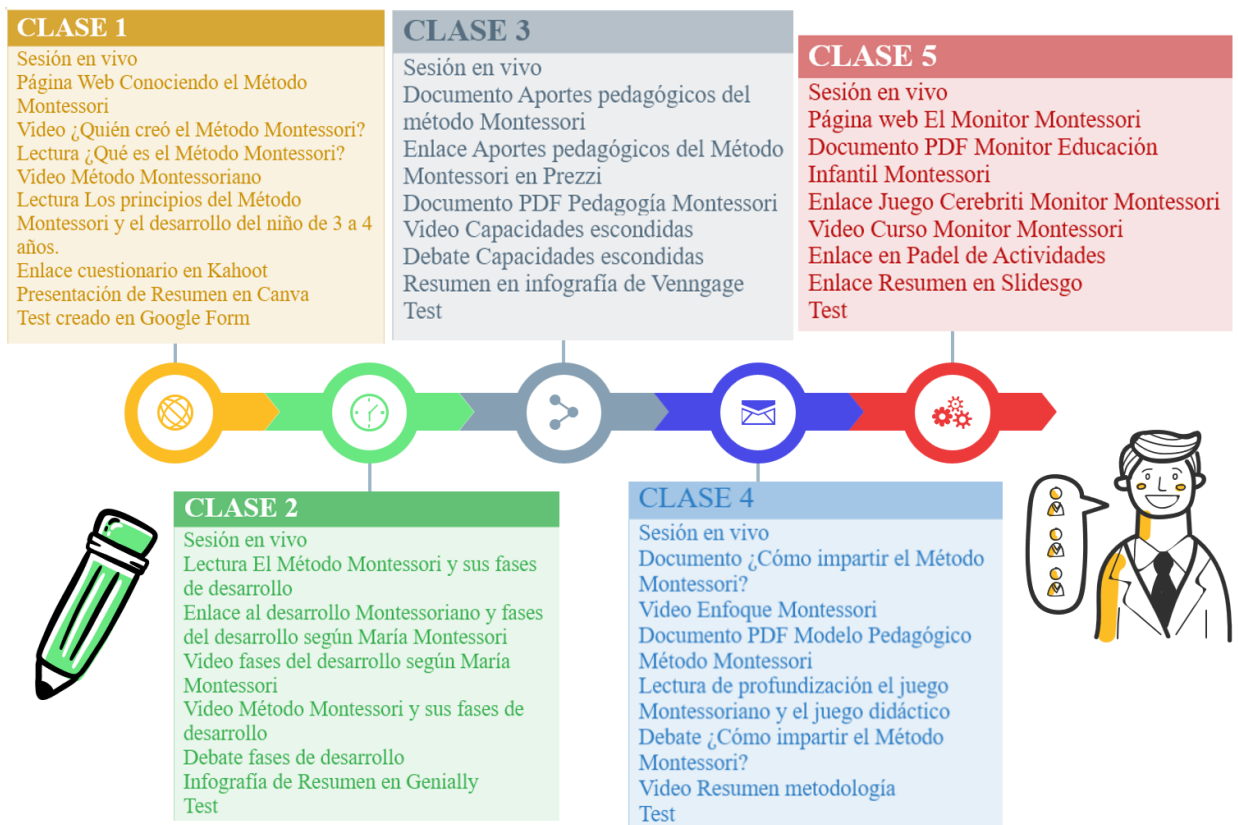 CLASE 1
Sesión en vivo
Página Web Conociendo el Método
Montessori
Video ¿Quién creó el Método Montessori?
Lectura ¿Qué es el Método Montessori?
Video Método Montessoriano
Lectura Los principios del Método
Montessori y el desarrollo del niño de 3 a 4
años.
Enlace cuestionario en Kahoot
Presentación de Resumen en Canva
Test creado en Google Form
CLASE 2
Sesión en vivo
Lectura El Método Montessori y sus fases
de desarrollo
Enlace al desarrollo Montessoriano y fases
del desarrollo según María Montessori
Video fases del desarrollo según María
Montessori
Video Método Montessori y sus fases de
desarrollo
Debate fases de desarrollo
Infografía de Resumen en Genially
Test
CLASE 3
Sesión en vivo
Documento Aportes pedagógicos del
método Montessori
Enlace Aportes pedagógicos del Método
Montessori en Prezzi
Documento PDF Pedagogía Montessori
Video Capacidades escondidas
Debate Capacidades escondidas
Resumen en infografía de Venngage
Test
CLASE 4
Sesión en vivo
Documento ¿Cómo impartir el Método
Montessori?
Video Enfoque Montessori
Documento PDF Modelo Pedagógico
Método Montessori
Lectura de profundización el juego
Montessoriano y el juego didáctico
Debate ¿Cómo impartir el Método
Montessori?
Video Resumen metodología
Test
CLASE 5
Sesión en vivo
Página web El Monitor Montessori
Documento PDF Monitor Educación
Infantil Montessori
Enlace Juego Cerebriti Monitor Montessori
Video Curso Monitor Montessori
Enlace en Padel de Actividades
Enlace Resumen en Slidesgo
Test